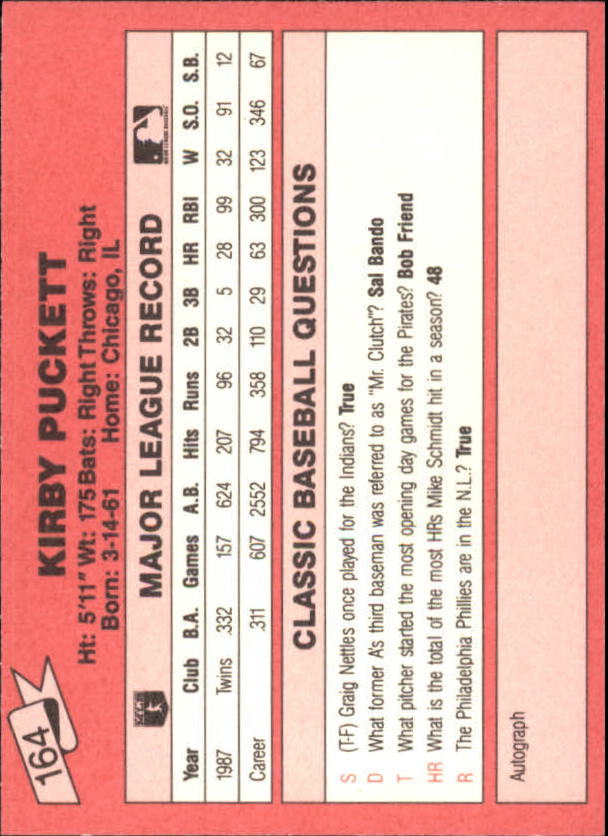 164
KIRBY PUCKETT
Ht: 5'11" Wt: 175 Bats: Right Throws: Right
Born: 3-14-61 Home: Chicago, IL
MAJOR LEAGUE RECORD
Year Club B.A. Games A.B. Hits Runs 2B 3B HR RBI W S.O. S.B.
1987 Twins .332 157 624 207 96 32 5 28 99 32 91 12
Career .311 607 2552 794 358 110 29 63 300 123 346 67
CLASSIC BASEBALL QUESTIONS
S (T-F) Graig Nettles once played for the Indians? True
D What former As third baseman was referred to as "Mr. Clutch"? Sal Bando
T What pitcher started the most opening day games for the Pirates? Bob Friend
HR What is the total of the most HRs Mike Schmidt hit in a season? 48
R The Philadelphia Phillies are in the N.L.? True
Autograph